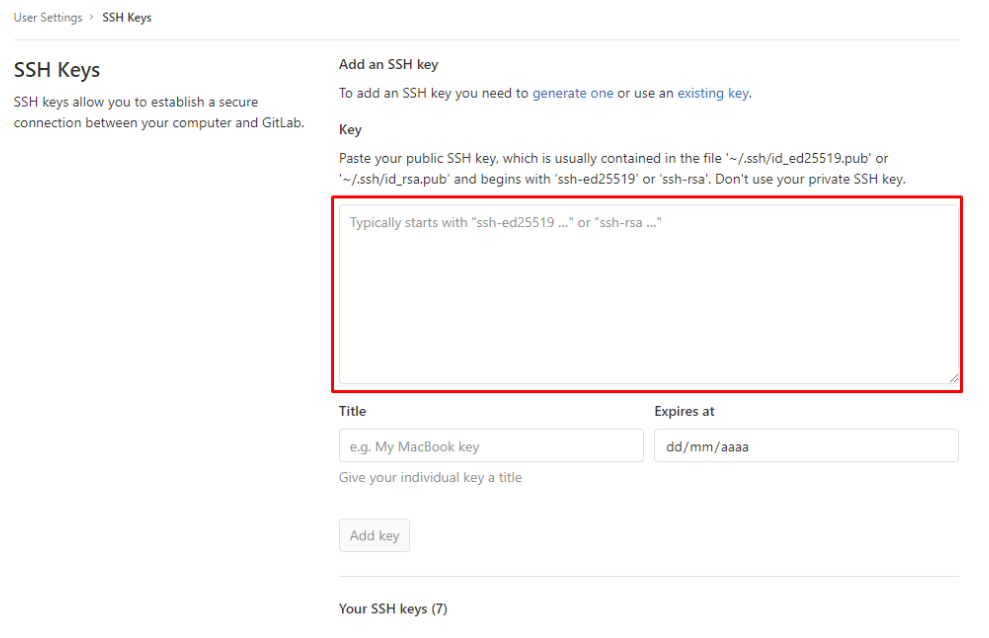 User Settings > SSH Keys
SSH Keys
SSH keys allow you to establish a secure
connection between your computer and GitLab.
Add an SSH key
To add an SSH key you need to generate one or use an existing key.
Key
Paste your public SSH key, which is usually contained in the file '~/.ssh/id_ed25519.pub' or
'~/.ssh/id_rsa.pub' and begins with 'ssh-ed25519' or 'ssh-rsa'. Don't use your private SSH key.
Typically starts with "ssh-ed25519 ..." or "ssh-rsa ..."
Title
Expires at
e.g. My MacBook key
dd/mm/aaaa
Give your individual key a title
Add key
Your SSH keys (7)